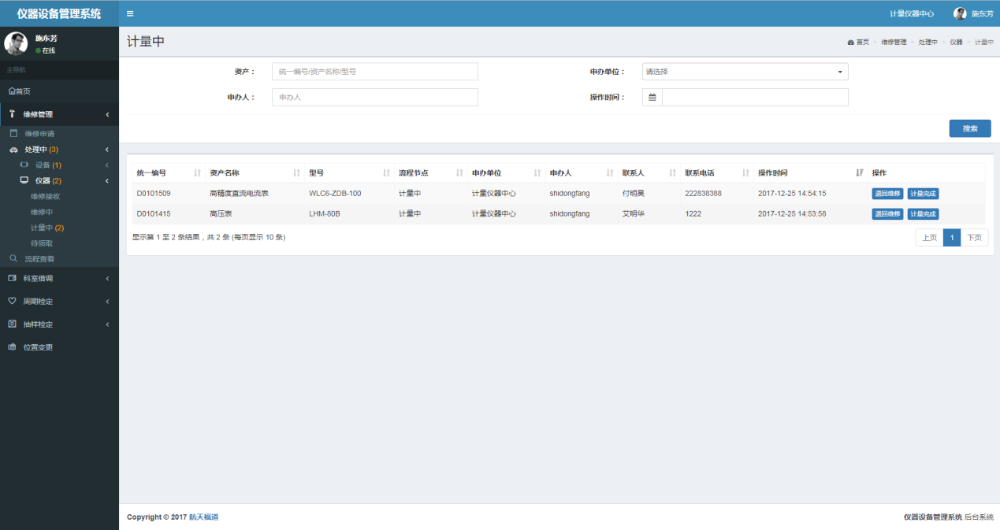 仪器设备管理系统
计量仪器中心 施东芳
施东芳
在线
主导航
首页
维修管理
维修申请
处理中 (3)
设备 (1)
仪器 (2)
维修接收
维修中
计量中 (2)
待领取
流程查看
科室借调
周期检定
抽样检定
位置变更
计量中
首页 > 维修管理 > 处理中 > 仪器 > 计量中
资产： 统一编号/资产名称/型号 申办单位： 请选择
申办人： 申办人 操作时间：
搜索
统一编号 资产名称 型号 流程节点 申办单位 申办人 联系人 联系电话 操作时间 操作
D0101509 高精度直流电流表 WLC6-ZDB-100 计量中 计量仪器中心 shidongfang 付明昊 222838388 2017-12-25 14:54:15 退回维修 计量完成
D0101415 高压表 LHM-80B 计量中 计量仪器中心 shidongfang 艾明华 1222 2017-12-25 14:53:58 退回维修 计量完成
显示第 1 至 2 条结果，共 2 条 (每页显示 10 条)
上页 1 下页
Copyright © 2017 航天福道
仪器设备管理系统 后台系统